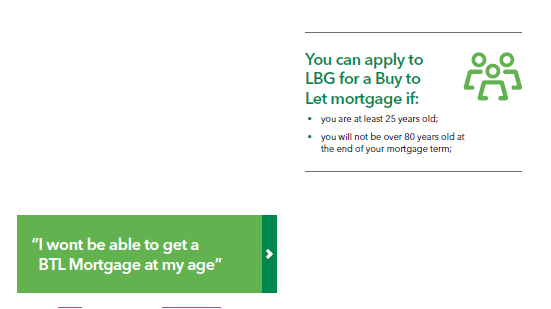 You can apply to
LBG for a Buy to
Let mortgage if:
• you are at least 25 years old;
• you will not be over 80 years old at
the end of your mortgage term;
"I wont be able to get a
BTL Mortgage at my age"